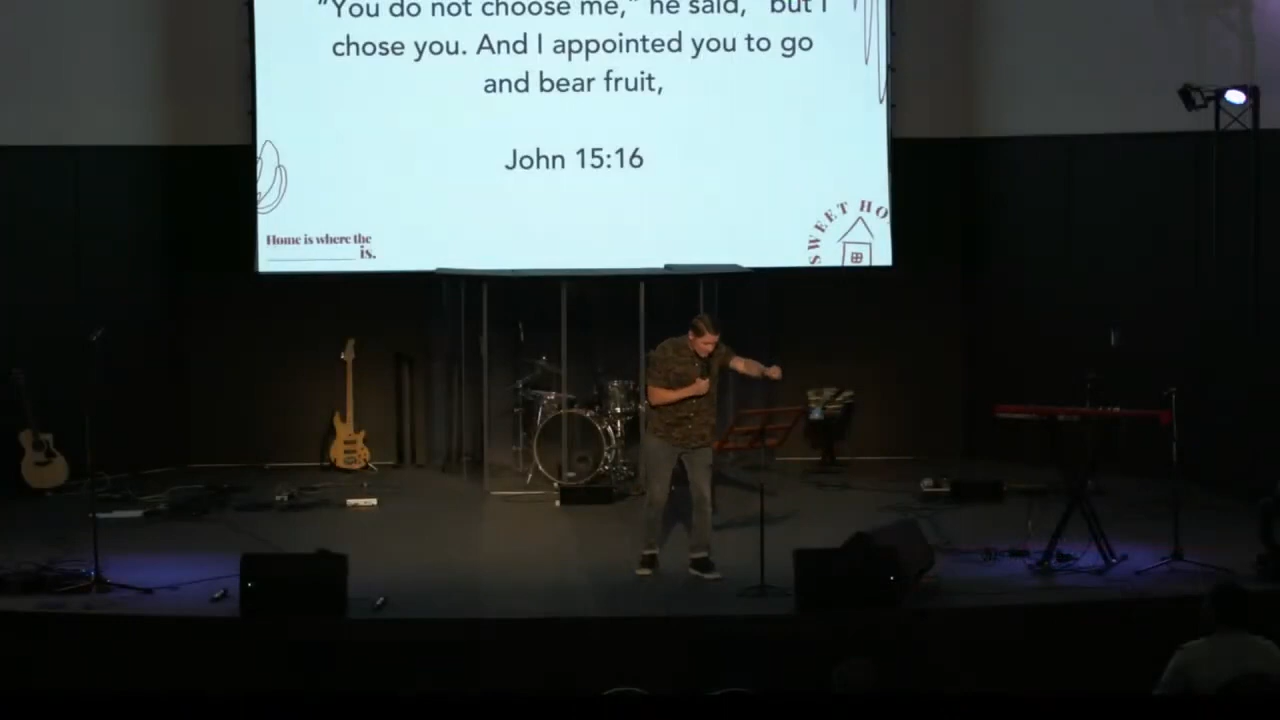 "You do not choose me," he said, "but I
chose you. And I appointed you to go
and bear fruit,
John 15:16
Home is where the
is.
SWEET HO